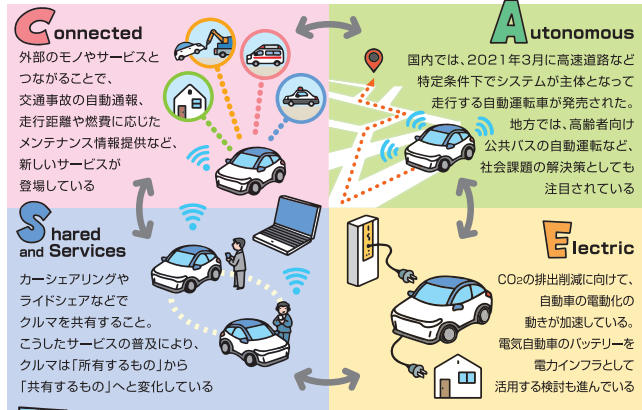 Connected
外部のモノやサービスと
つながることで、
交通事故の自動通報、
走行距離や燃費に応じた
メンテナンス情報提供など、
新しいサービスが
登場している
Autonomous
国内では、2021年3月に高速道路など
特定条件下でシステムが主体となって
走行する自動運転車が発売された。
地方では、高齢者向け
公共バスの自動運転など、
社会課題の解決策としても
注目されている
Shared
and Services
カーシェアリングや
ライドシェアなどで
クルマを共有すること。
こうしたサービスの普及により、
クルマは「所有するもの」から
「共有するもの」へと変化している
Electric
CO2の排出削減に向けて、
自動車の電動化の
動きが加速している。
電気自動車のバッテリーを
電力インフラとして
活用する検討も進んでいる